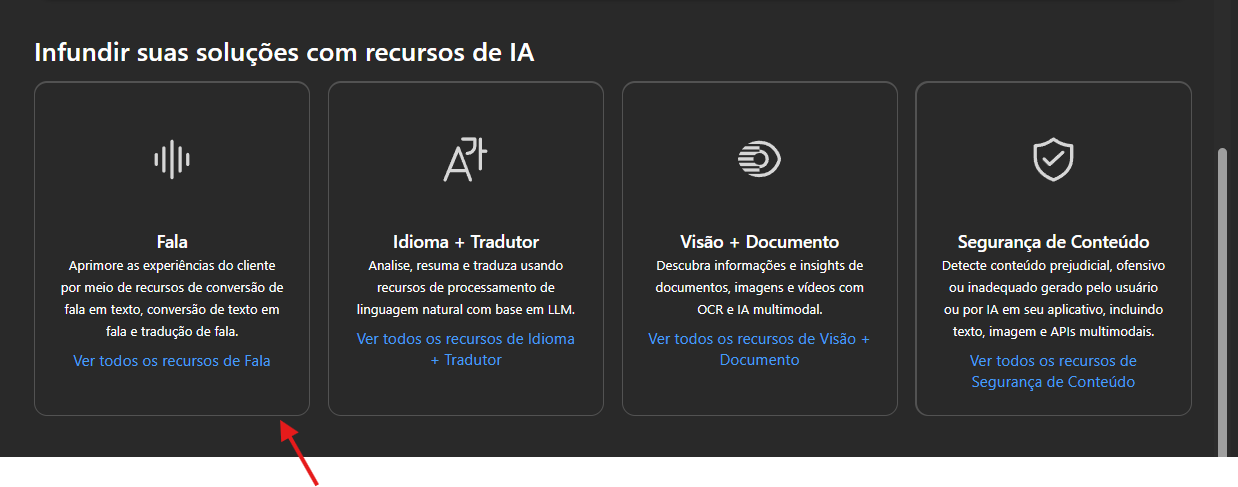 Infundir suas soluções com recursos de IA
Fala
Aprimore as experiências do cliente
por meio de recursos de conversão de
fala em texto, conversão de texto em
fala e tradução de fala.
Ver todos os recursos de Fala
Idioma + Tradutor
Analise, resuma e traduza usando
recursos de processamento de
linguagem natural com base em LLM.
Ver todos os recursos de Idioma
+ Tradutor
Visão + Documento
Descubra informações e insights de
documentos, imagens e vídeos com
OCR e IA multimodal.
Ver todos os recursos de Visão +
Documento
Segurança de Conteúdo
Detecte conteúdo prejudicial, ofensivo
ou inadequado gerado pelo usuário
ou por IA em seu aplicativo, incluindo
texto, imagem e APIs multimodais.
Ver todos os recursos de
Segurança de Conteúdo